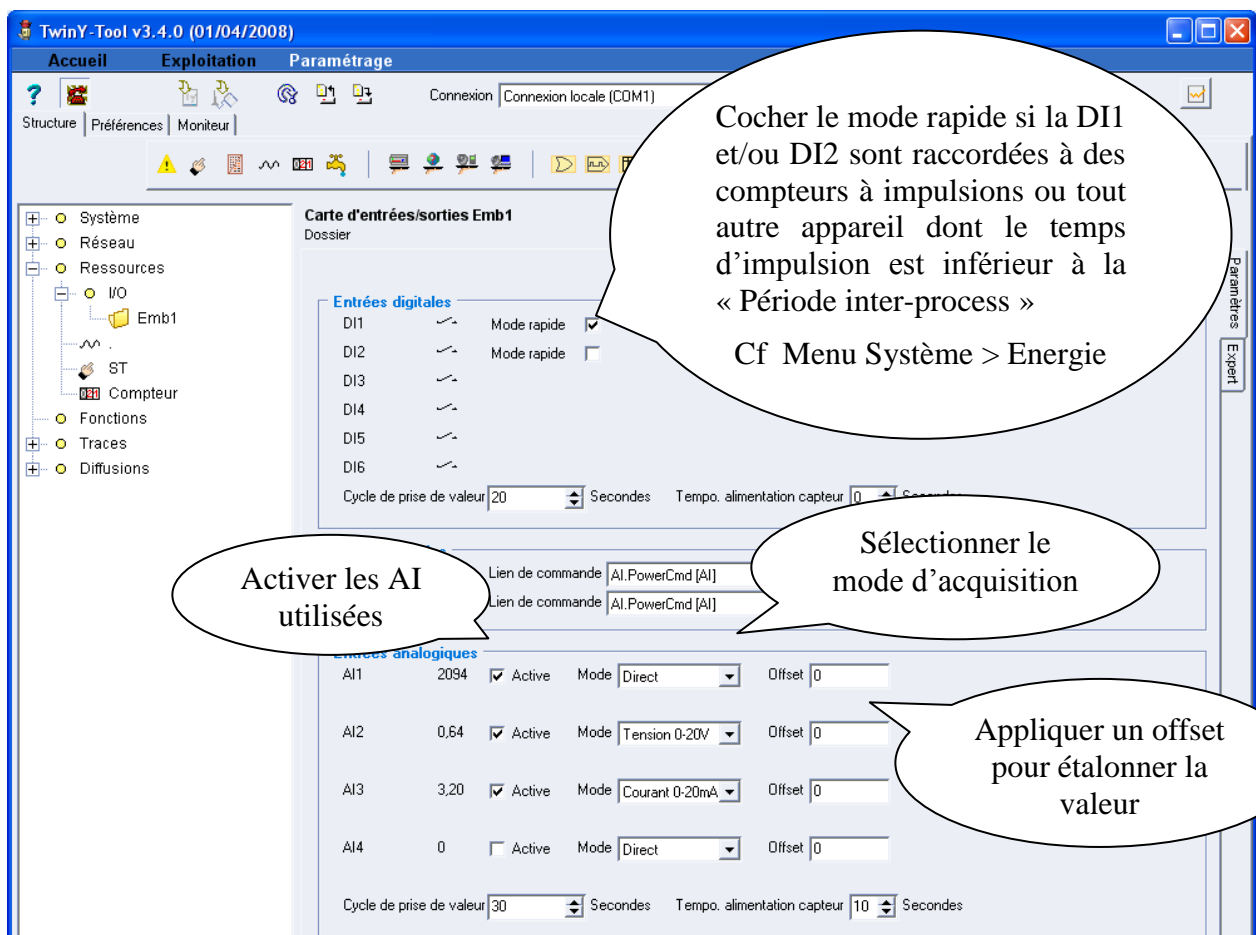 TwinY-Tool v3.4.0 (01/04/2008)
Accueil Exploitation Paramétrage
Connexion Connexion locale (COM1)
Structure Préférences Moniteur
Cocher le mode rapide si la DI1
et/ou DI2 sont raccordées à des
compteurs à impulsions ou tout
autre appareil dont le temps
d’impulsion est inférieur à la
« Période inter-process »
Cf Menu Système > Energie
Système
Réseau
Ressources
I/O
Emb1
.
ST
Compteur
Fonctions
Traces
Diffusions
Carte d'entrées/sorties Emb1
Dossier
Paramètres
Expert
Entrées digitales
DI1 Mode rapide
DI2 Mode rapide
DI3
DI4
DI5
DI6
Cycle de prise de valeur 20 Secondes Tempo. alimentation capteur 0
Activer les AI
utilisées
Sélectionner le
mode d’acquisition
Lien de commande AI.PowerCmd [AI]
Lien de commande AI.PowerCmd [AI]
Entrées analogiques
AI1 2094 Active Mode Direct Offset 0
AI2 0,64 Active Mode Tension 0-20V Offset 0
AI3 3,20 Active Mode Courant 0-20mA Offset 0
AI4 0 Active Mode Direct Offset 0
Appliquer un offset
pour étalonner la
valeur
Cycle de prise de valeur 30 Secondes Tempo. alimentation capteur 10 Secondes